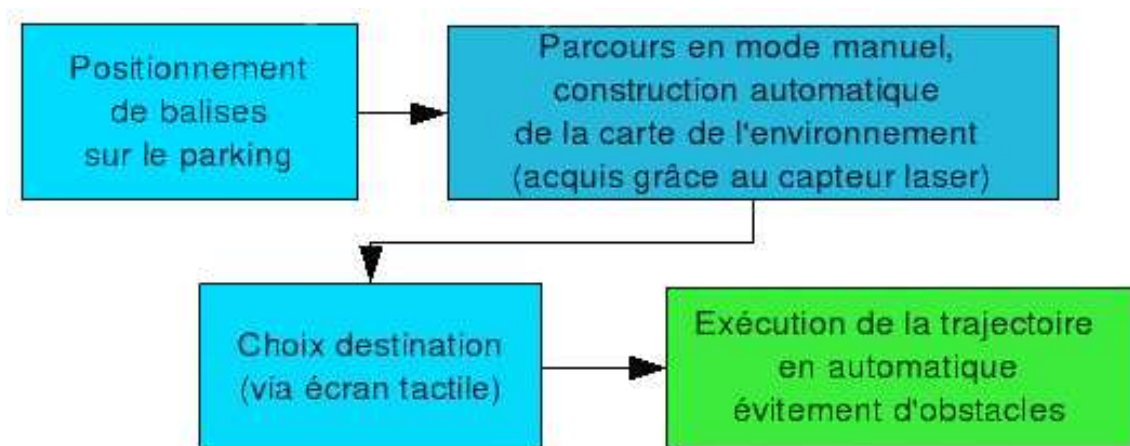 Positionnement
de balises
sur le parking
Parcours en mode manuel,
construction automatique
de la carte de l'environnement
(acquis grâce au capteur laser)
Choix destination
(via écran tactile)
Exécution de la trajectoire
en automatique
évitement d'obstacles